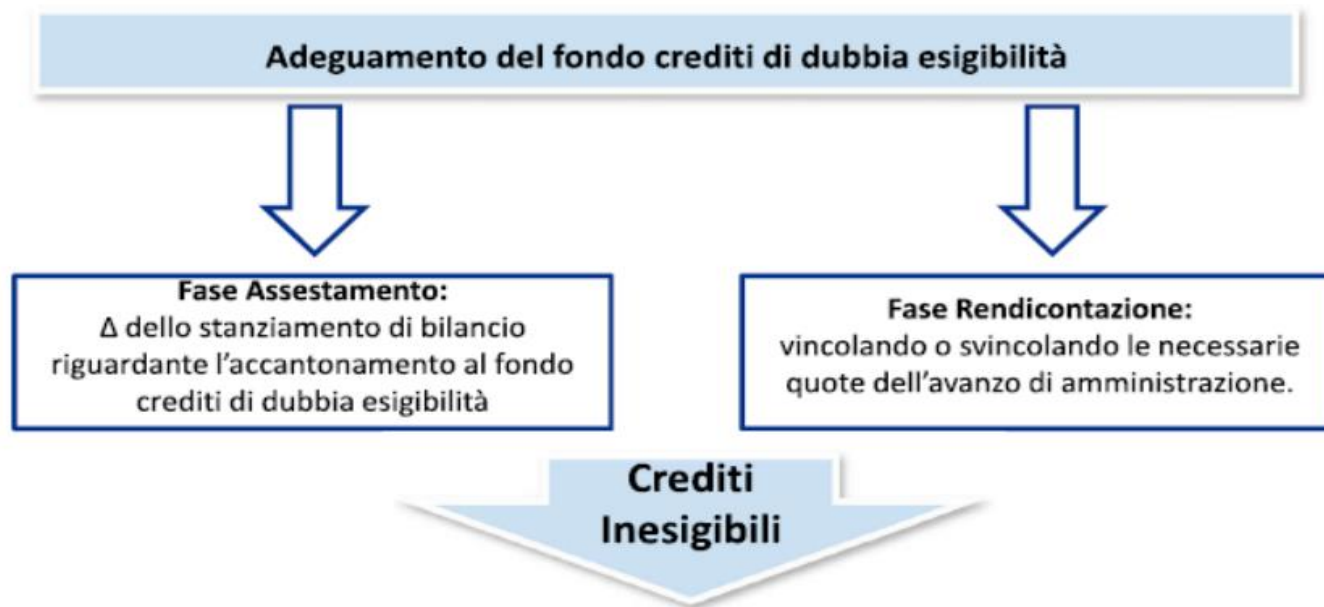 Adeguamento del fondo crediti di dubbia esigibilità
Fase Assestamento:
Δ dello stanziamento di bilancio
riguardante l'accantonamento al fondo
crediti di dubbia esigibilità
Fase Rendicontazione:
vincolando o svincolando le necessarie
quote dell'avanzo di amministrazione.
Crediti
Inesigibili